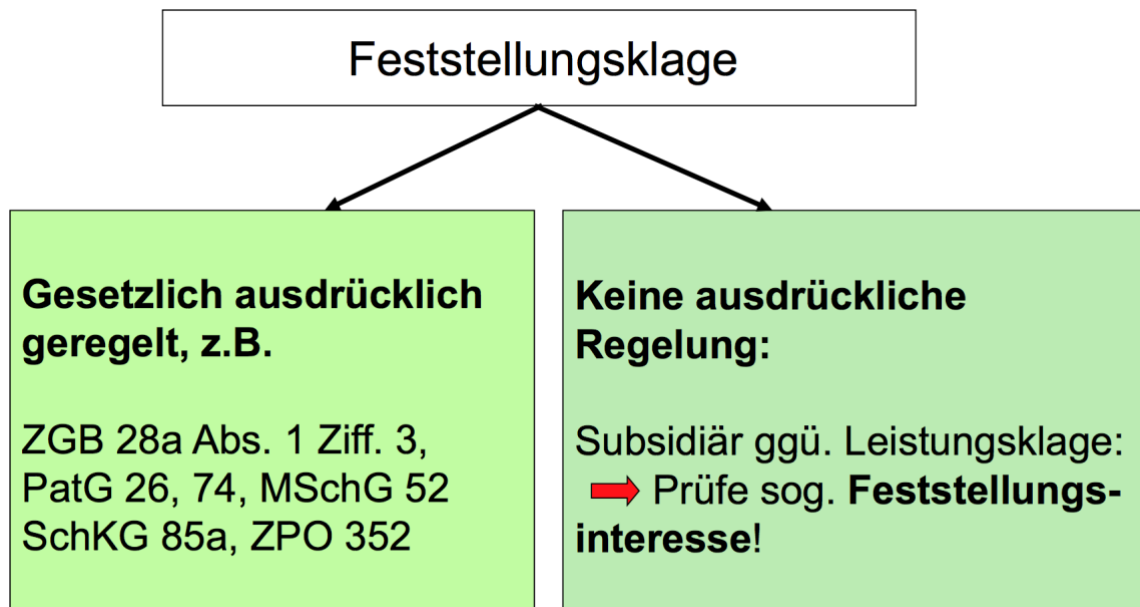 Feststellungsklage
Gesetzlich ausdrücklich
geregelt, z.B.
ZGB 28a Abs. 1 Ziff. 3,
PatG 26, 74, MSchG 52
SchKG 85a, ZPO 352
Keine ausdrückliche
Regelung:
Subsidiär ggü. Leistungsklage:
Prüfe sog. Feststellungs-
interesse!